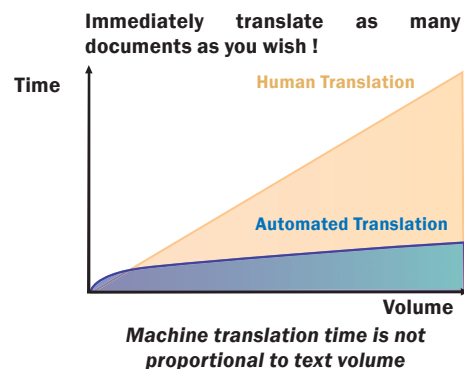 Immediately translate as many
documents as you wish !
Time
Human Translation
Automated Translation
Volume
Machine translation time is not
proportional to text volume